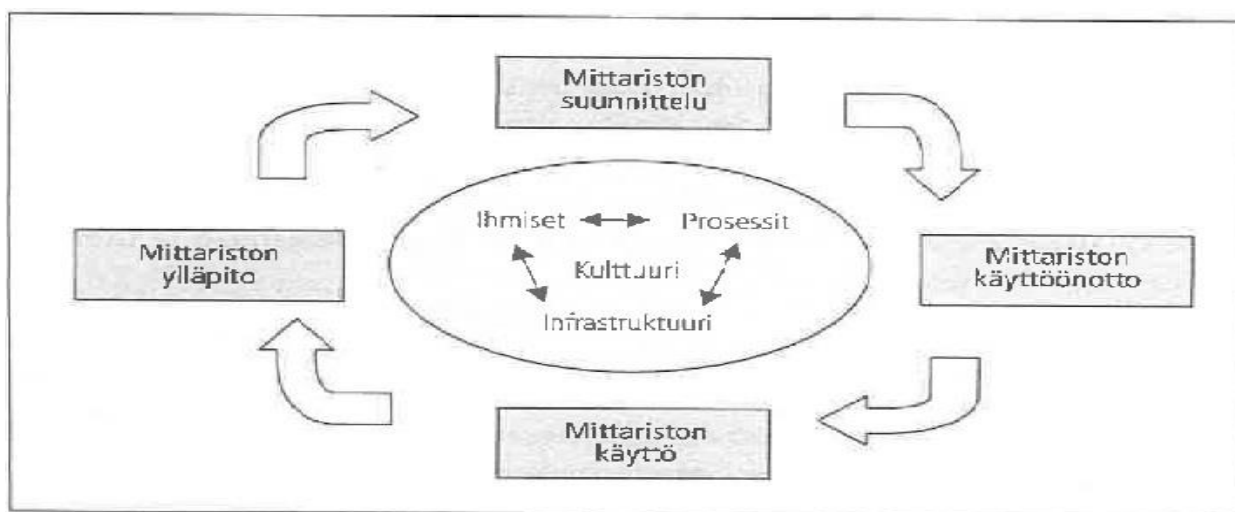 Mittariston
suunnittelu
Ihmiset
Prosessit
Mittariston
ylläpito
Kulttuuri
Mittariston
käyttöönotto
Infrastruktuuri
Mittariston
käyttö